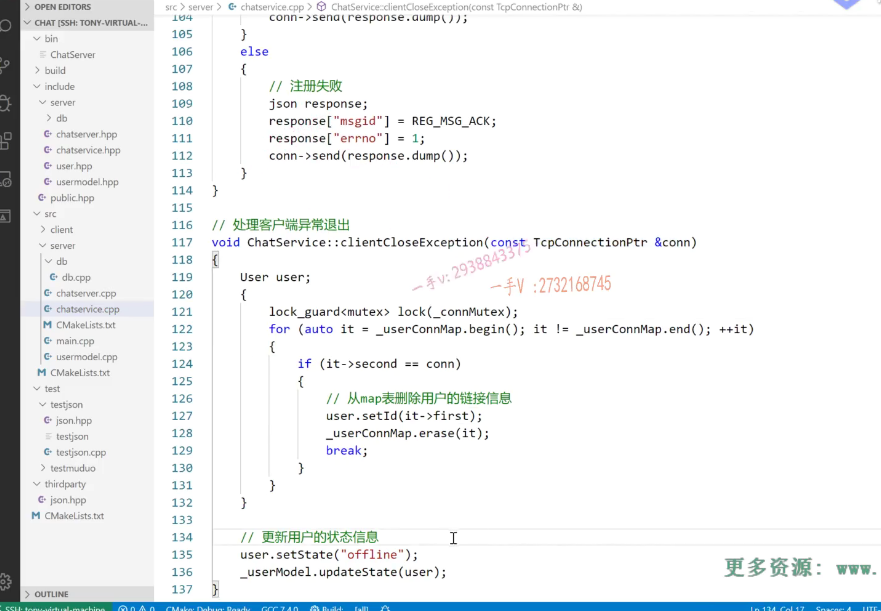 OPEN EDITORS
CHAT [SSH: TONY-VIRTUAL-...
bin
ChatServer
build
include
server
db
chatserver.hpp
chatservice.hpp
user.hpp
usermodel.hpp
public.hpp
src
client
server
db
db.cpp
chatserver.cpp
chatservice.cpp
CMakeLists.txt
main.cpp
usermodel.cpp
CMakeLists.txt
test
testjson
json.hpp
testjson
testjson.cpp
testmuduo
thirdparty
json.hpp
CMakeLists.txt
OUTLINE
src > server > chatservice.cpp > ChatService::clientCloseException(const TcpConnectionPtr &)
104 conn->send(response.dump());
105 }
106 else
107 {
108 // 注册失败
109 json response;
110 response["msgid"] = REG_MSG_ACK;
111 response["errno"] = 1;
112 conn->send(response.dump());
113 }
114 }
115
116 // 处理客户端异常退出
117 void ChatService::clientCloseException(const TcpConnectionPtr &conn)
118 {
119 User user;
120 {
121 lock_guard<mutex> lock(_connMutex);
122 for (auto it = _userConnMap.begin(); it != _userConnMap.end(); ++it)
123 {
124 if (it->second == conn)
125 {
126 // 从map表删除用户的链接信息
127 user.setId(it->first);
128 _userConnMap.erase(it);
129 break;
130 }
131 }
132 }
133
134 // 更新用户的状态信息
135 user.setState("offline");
136 _userModel.updateState(user);
137 }
一手v: 2938843375
一手V :2732168745
更多资源: www.
SSH: tony-virtual-machine 0 0 CMake: Debug: Ready GCC 7.4.0 Build: [all] Ln 134, Col 17 Spaces: 4 UTF-